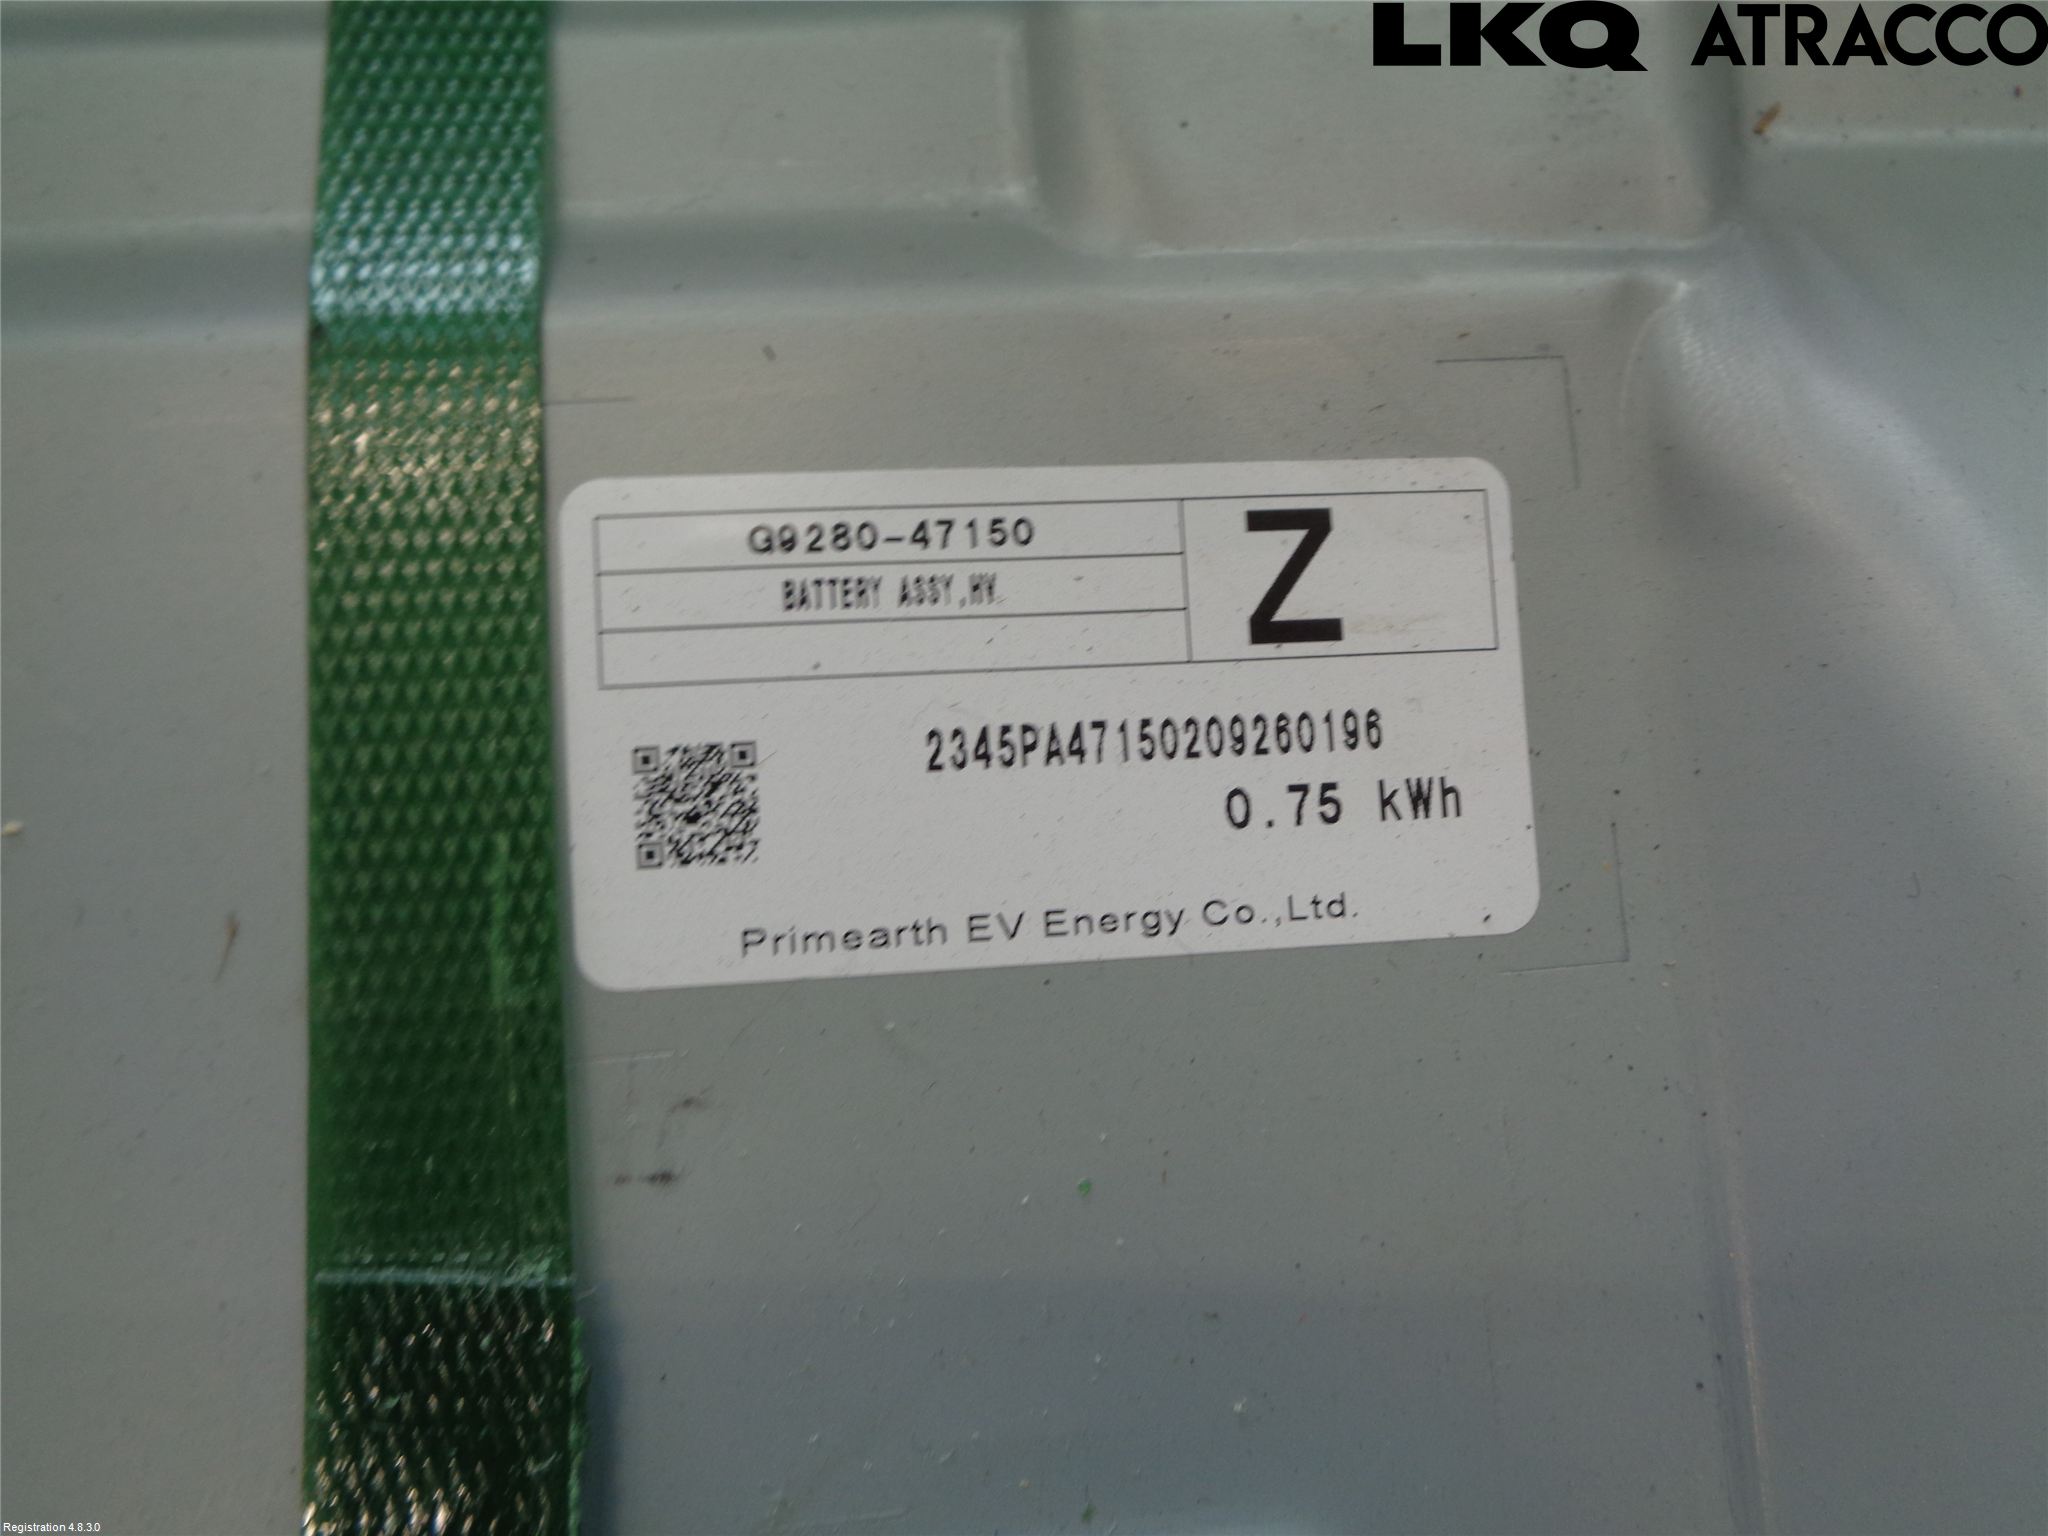 LKQ ATRACCO
G9280-47150
BATTERY ASSY,HV
Z
2345PA47150209260196
0.75 kWh
Primearth EV Energy Co.,Ltd.
Registration 4.8.3.0